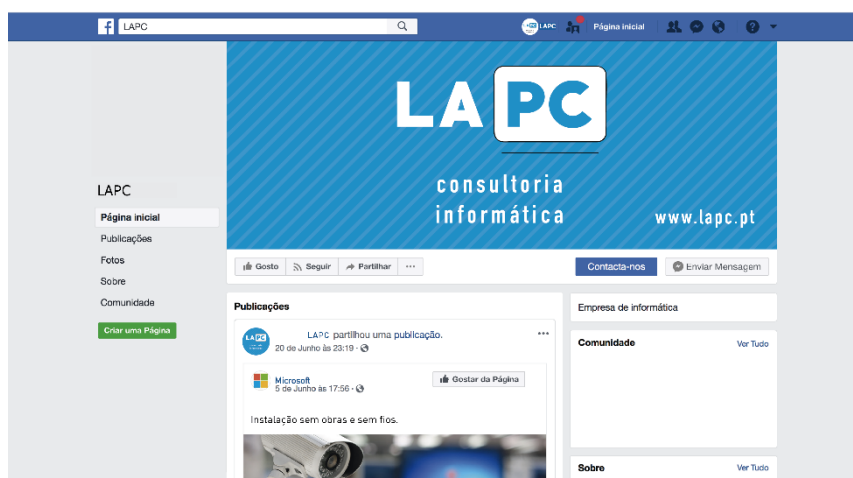 LAPC
LAPC
Página inicial
LA PC
consultoria
informática
www.lapc.pt
LAPC
Página inicial
Publicações
Fotos
Sobre
Comunidade
Criar uma Página
Gosto
Seguir
Partilhar
Contacta-nos
Enviar Mensagem
Publicações
LAPC
LAPC partilhou uma publicação.
20 de Junho às 23:19
Microsoft
5 de Junho às 17:56
Gostar da Página
Instalação sem obras e sem fios.
Empresa de informática
Comunidade
Ver Tudo
Sobre
Ver Tudo